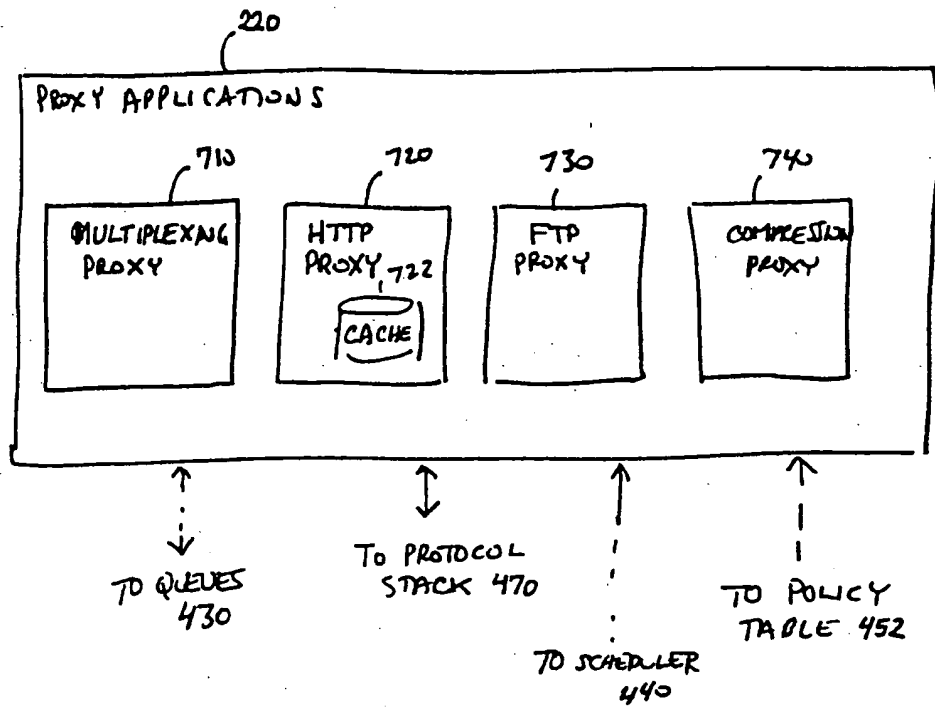 220
PROXY APPLICATIONS
710
720
730
740
MULTIPLEXING
PROXY
HTTP
PROXY
722
CACHE
FTP
PROXY
COMPRESSION
PROXY
TO QUEUES
430
TO PROTOCOL
STACK 470
TO SCHEDULER
440
TO POLICY
TABLE 452